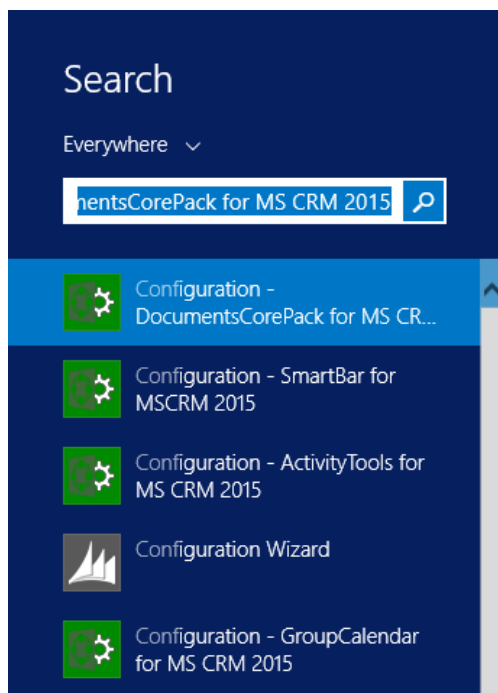 Search
Everywhere
mentsCorePack for MS CRM 2015
Configuration -
DocumentsCorePack for MS CR...
Configuration - SmartBar for
MSCRM 2015
Configuration - ActivityTools for
MS CRM 2015
Configuration Wizard
Configuration - GroupCalendar
for MS CRM 2015